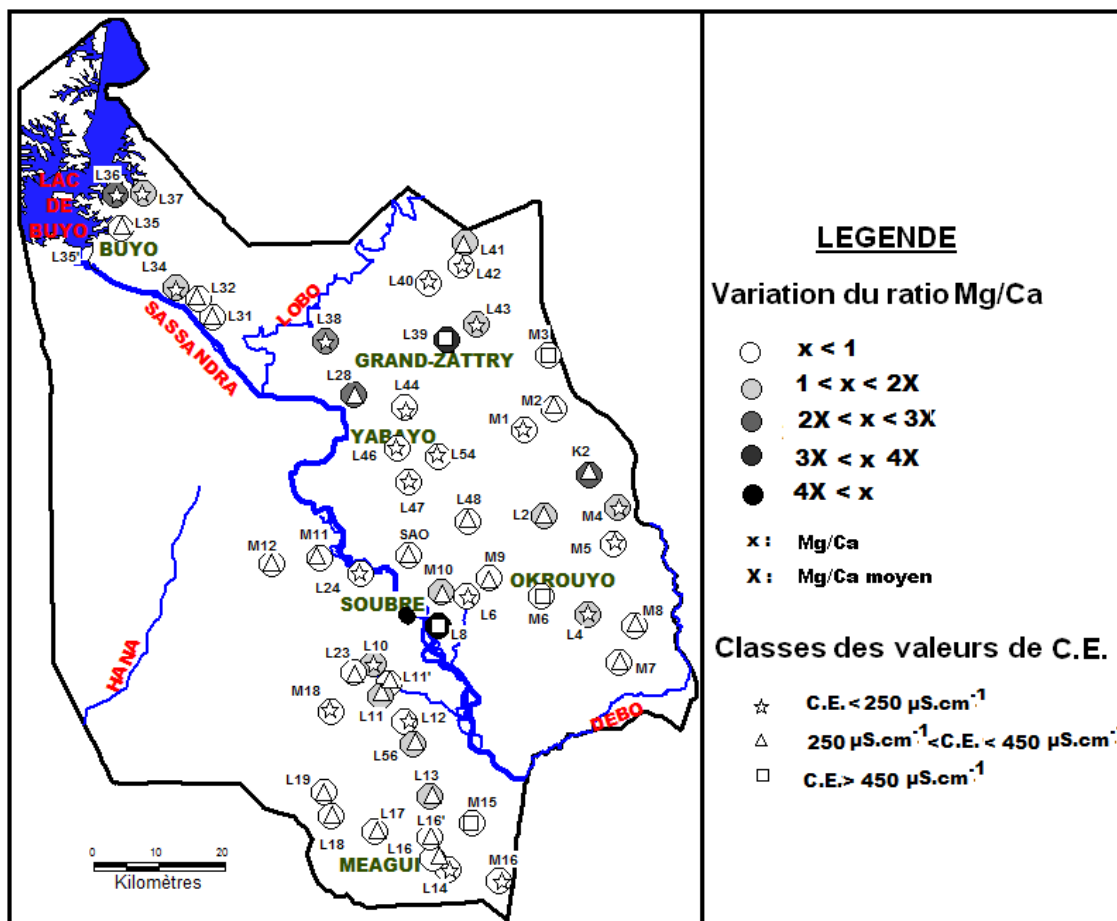 L36
L37
LAC
DE
BUYO
L35
BUYO
L35'
L34
L32
L31
SASSANDRA
LOBO
L41
L42
L40
L43
L38
L39
GRAND-ZATTRY
M3
L28
L44
M2
M1
YABAYO
L46
L54
K2
L47
L48
L2
M4
M5
SAO
M11
M12
M9
M10
L24
OKROUYO
SOUBRE
L6
M6
L4
M8
L8
M7
HANA
L23
L10
L11'
M18
L11
L12
DEBO
L56
L19
L13
L17
M15
L18
L16'
L16
MEAGUI
L14
M16
0 10 20
Kilomètres
LEGENDE
Variation du ratio Mg/Ca
x < 1
1 < x < 2X
2X < x < 3X
3X < x 4X
4X < x
x : Mg/Ca
X : Mg/Ca moyen
Classes des valeurs de C.E.
C.E. < 250 µS.cm-1
250 µS.cm-1 <C.E. < 450 µS.cm-1
C.E.> 450 µS.cm-1